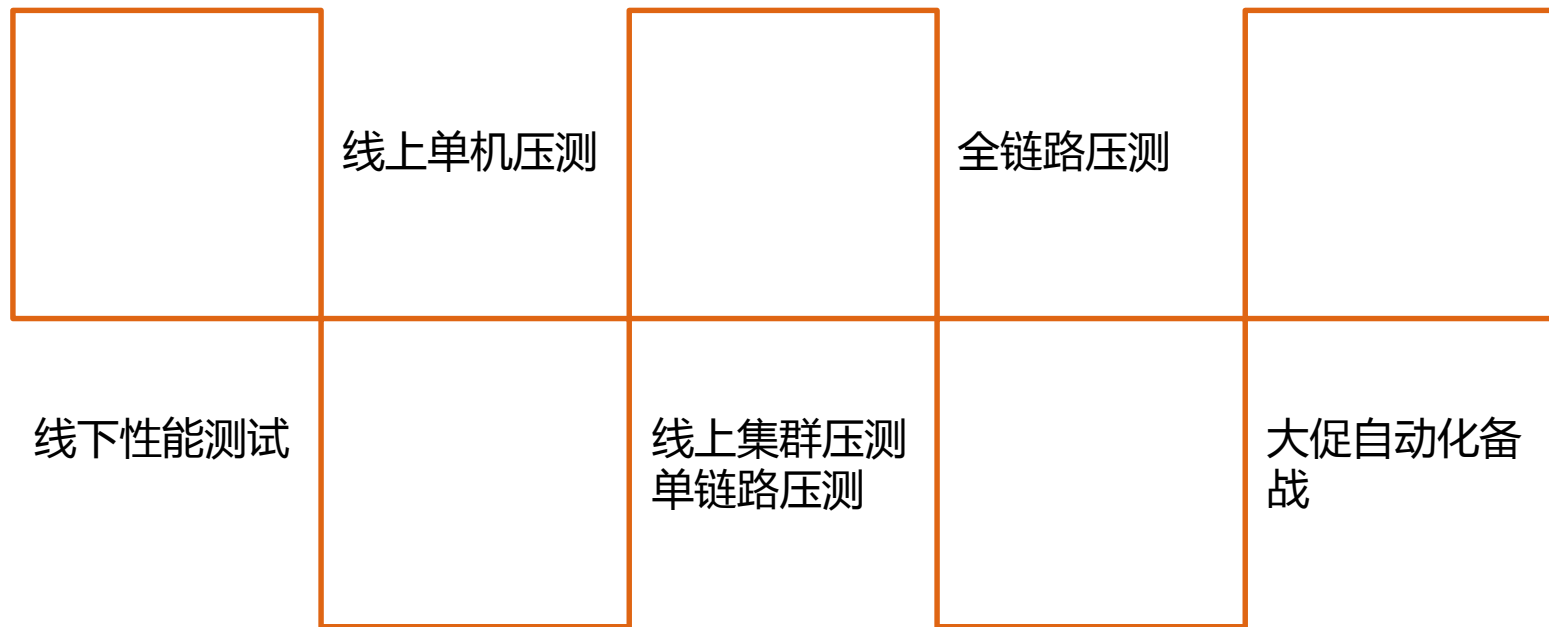 线上单机压测
全链路压测
线下性能测试
线上集群压测
单链路压测
大促自动化备
战